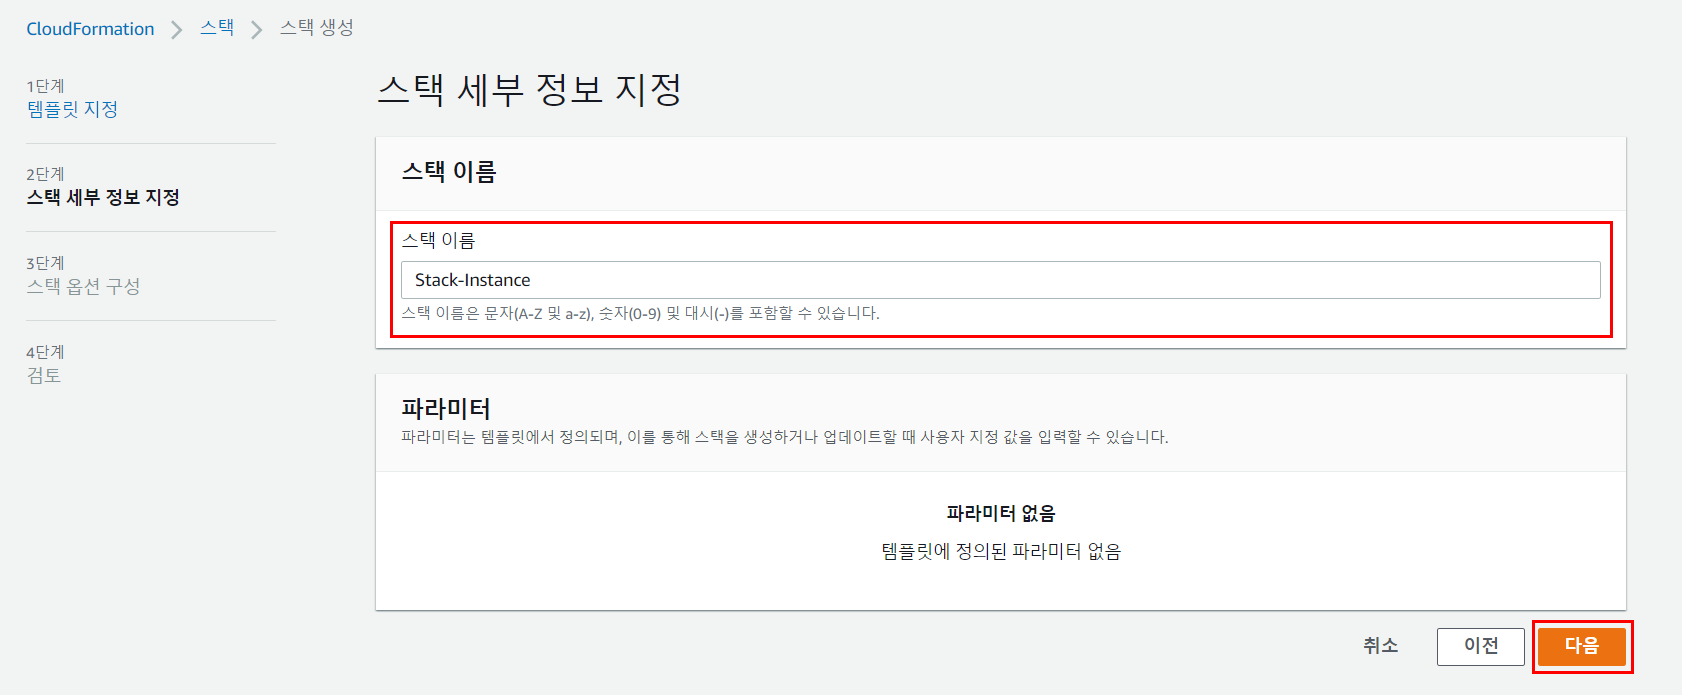 CloudFormation > 스택 > 스택 생성
1단계
템플릿 지정
2단계
스택 세부 정보 지정
3단계
스택 옵션 구성
4단계
검토
스택 세부 정보 지정
스택 이름
스택 이름
Stack-Instance
스택 이름은 문자(A-Z 및 a-z), 숫자(0-9) 및 대시(-)를 포함할 수 있습니다.
파라미터
파라미터는 템플릿에서 정의되며, 이를 통해 스택을 생성하거나 업데이트할 때 사용자 지정 값을 입력할 수 있습니다.
파라미터 없음
템플릿에 정의된 파라미터 없음
취소 이전 다음